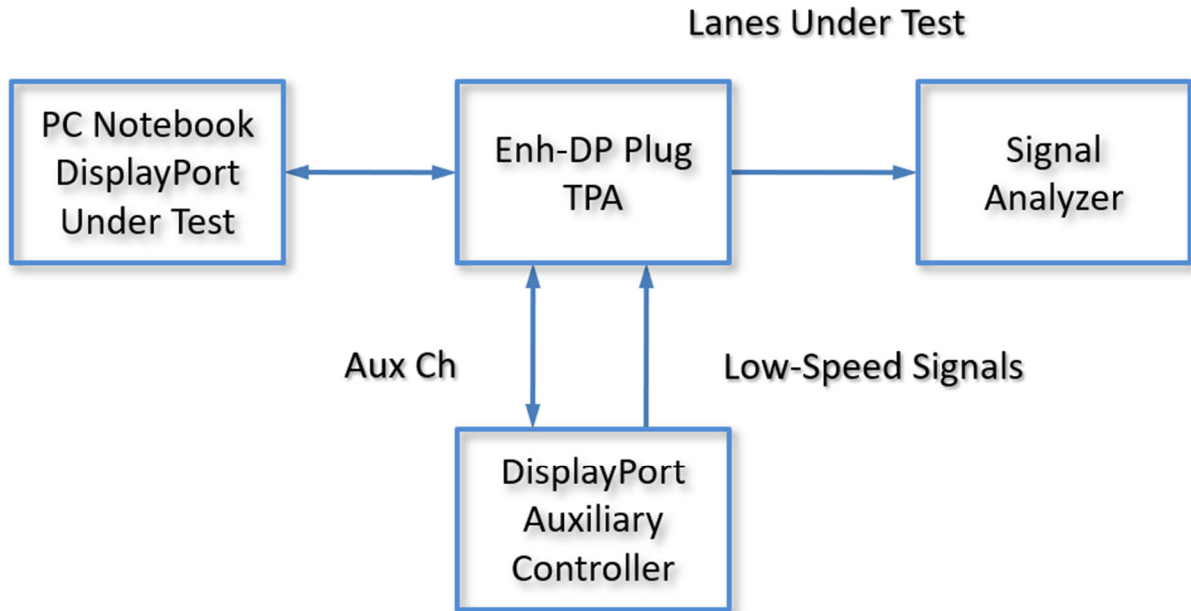 Lanes Under Test
PC Notebook
DisplayPort
Under Test
Enh-DP Plug
TPA
Signal
Analyzer
Aux Ch
Low-Speed Signals
DisplayPort
Auxiliary
Controller